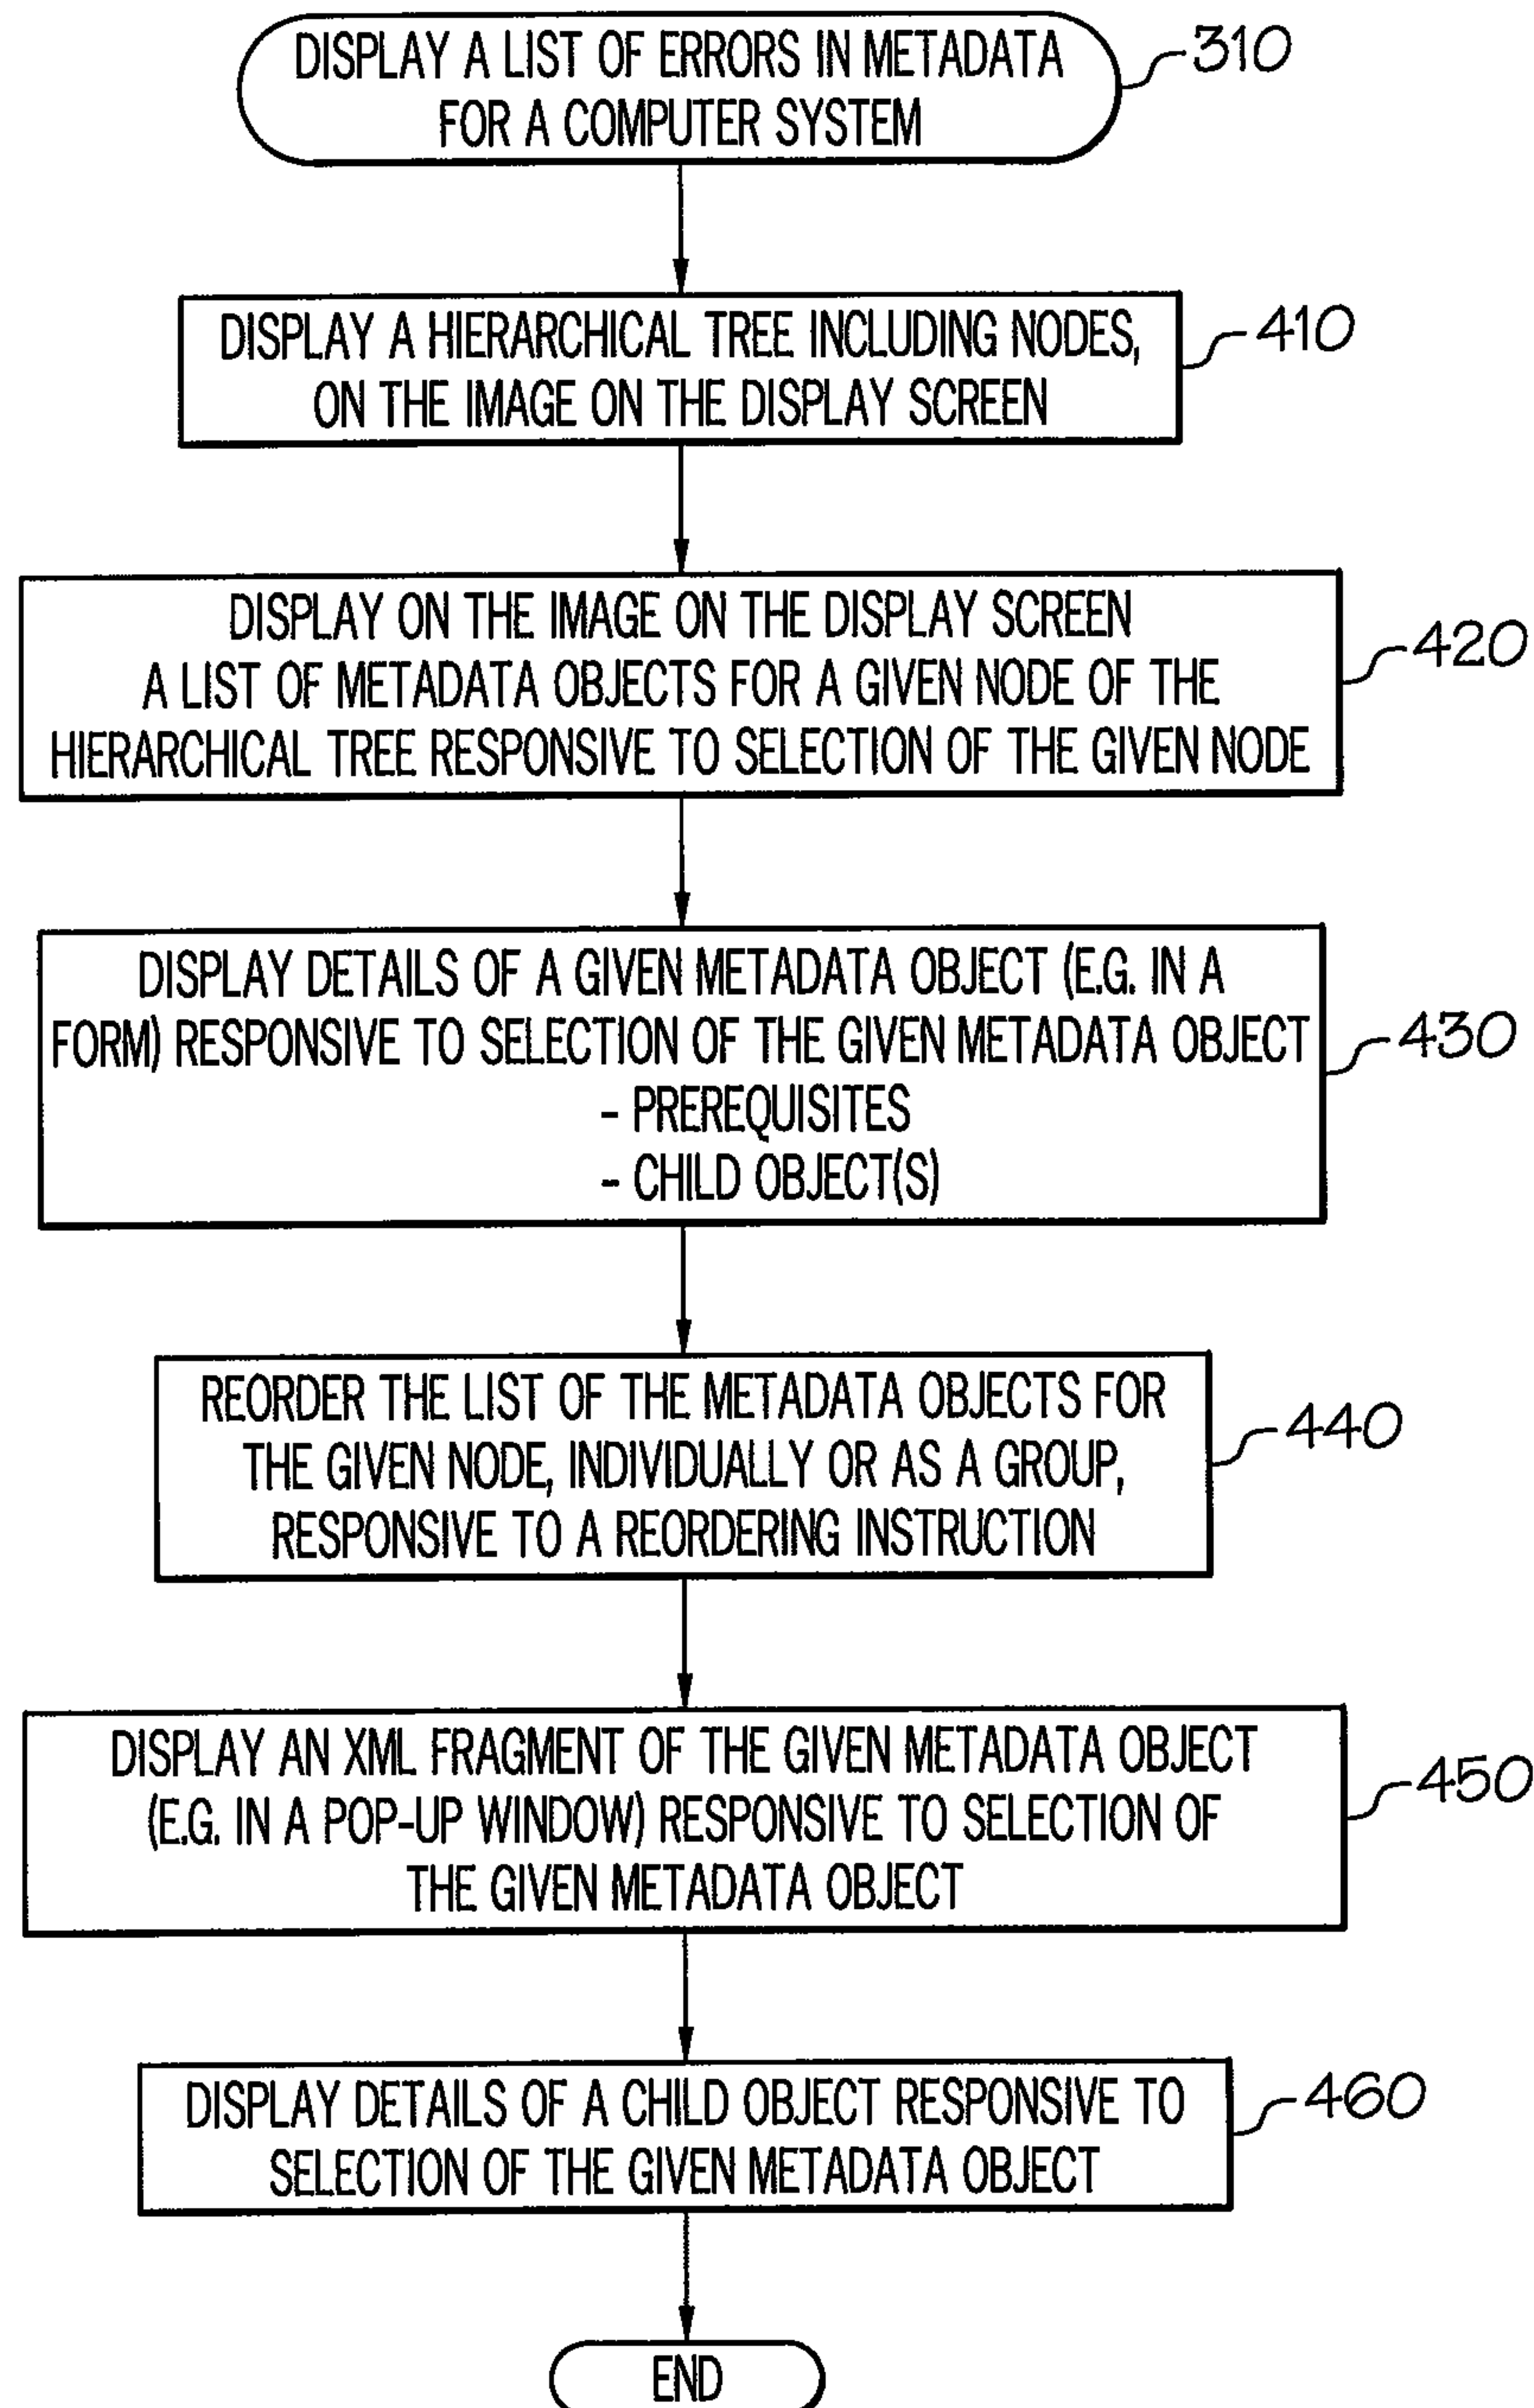 DISPLAY A LIST OF ERRORS IN METADATA
FOR A COMPUTER SYSTEM
310
DISPLAY A HIERARCHICAL TREE INCLUDING NODES,
ON THE IMAGE ON THE DISPLAY SCREEN
410
DISPLAY ON THE IMAGE ON THE DISPLAY SCREEN
A LIST OF METADATA OBJECTS FOR A GIVEN NODE OF THE
HIERARCHICAL TREE RESPONSIVE TO SELECTION OF THE GIVEN NODE
420
DISPLAY DETAILS OF A GIVEN METADATA OBJECT (E.G. IN A
FORM) RESPONSIVE TO SELECTION OF THE GIVEN METADATA OBJECT
- PREREQUISITES
- CHILD OBJECT(S)
430
REORDER THE LIST OF THE METADATA OBJECTS FOR
THE GIVEN NODE, INDIVIDUALLY OR AS A GROUP,
RESPONSIVE TO A REORDERING INSTRUCTION
440
DISPLAY AN XML FRAGMENT OF THE GIVEN METADATA OBJECT
(E.G. IN A POP-UP WINDOW) RESPONSIVE TO SELECTION OF
THE GIVEN METADATA OBJECT
450
DISPLAY DETAILS OF A CHILD OBJECT RESPONSIVE TO
SELECTION OF THE GIVEN METADATA OBJECT
460
END